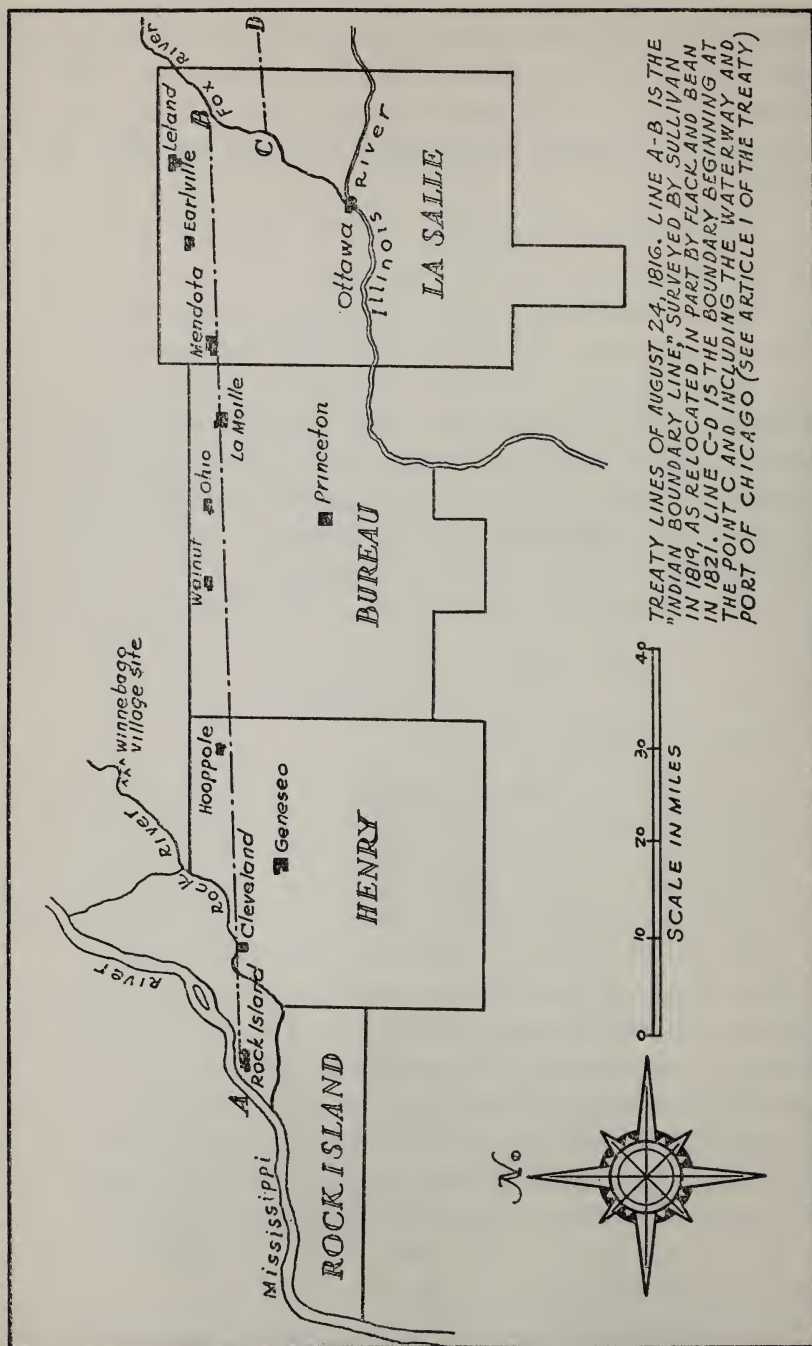 Mississippi
River
A
Rock Island
ROCK ISLAND
Rock
River
Winnebago
Village Site
Cleveland
Hooppole
Geneseo
HENRY
Walnut
Ohio
La Moille
Princeton
BUREAU
Mendota
Earlville
Leland
B
Fox
River
C
D
Ottawa
Illinois
River
LA SALLE
No
0 10 20 30 40
SCALE IN MILES
TREATY LINES OF AUGUST 24, 1816. LINE A-B IS THE
"INDIAN BOUNDARY LINE," SURVEYED BY SULLIVAN
IN 1819, AS RELOCATED IN PART BY FLACK AND BEAN
IN 1821. LINE C-D IS THE BOUNDARY BEGINNING AT
THE POINT C AND INCLUDING THE WATERWAY AND
PORT OF CHICAGO (SEE ARTICLE 1 OF THE TREATY)